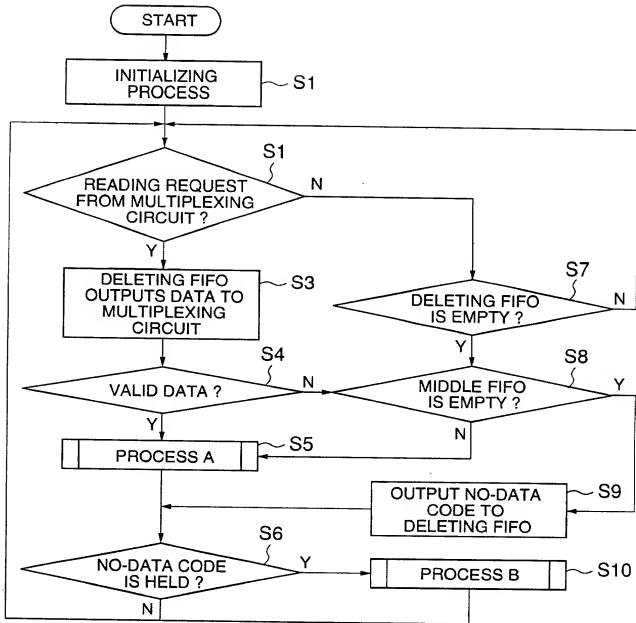 START
INITIALIZING
PROCESS
S1
S1
READING REQUEST
FROM MULTIPLEXING
CIRCUIT ?
N
Y
S3
DELETING FIFO
OUTPUTS DATA TO
MULTIPLEXING
CIRCUIT
S7
DELETING FIFO
IS EMPTY ?
N
Y
S4
VALID DATA ?
N
Y
S8
MIDDLE FIFO
IS EMPTY ?
Y
N
S5
PROCESS A
S9
OUTPUT NO-DATA
CODE TO
DELETING FIFO
S6
NO-DATA CODE
IS HELD ?
Y
N
PROCESS B
S10